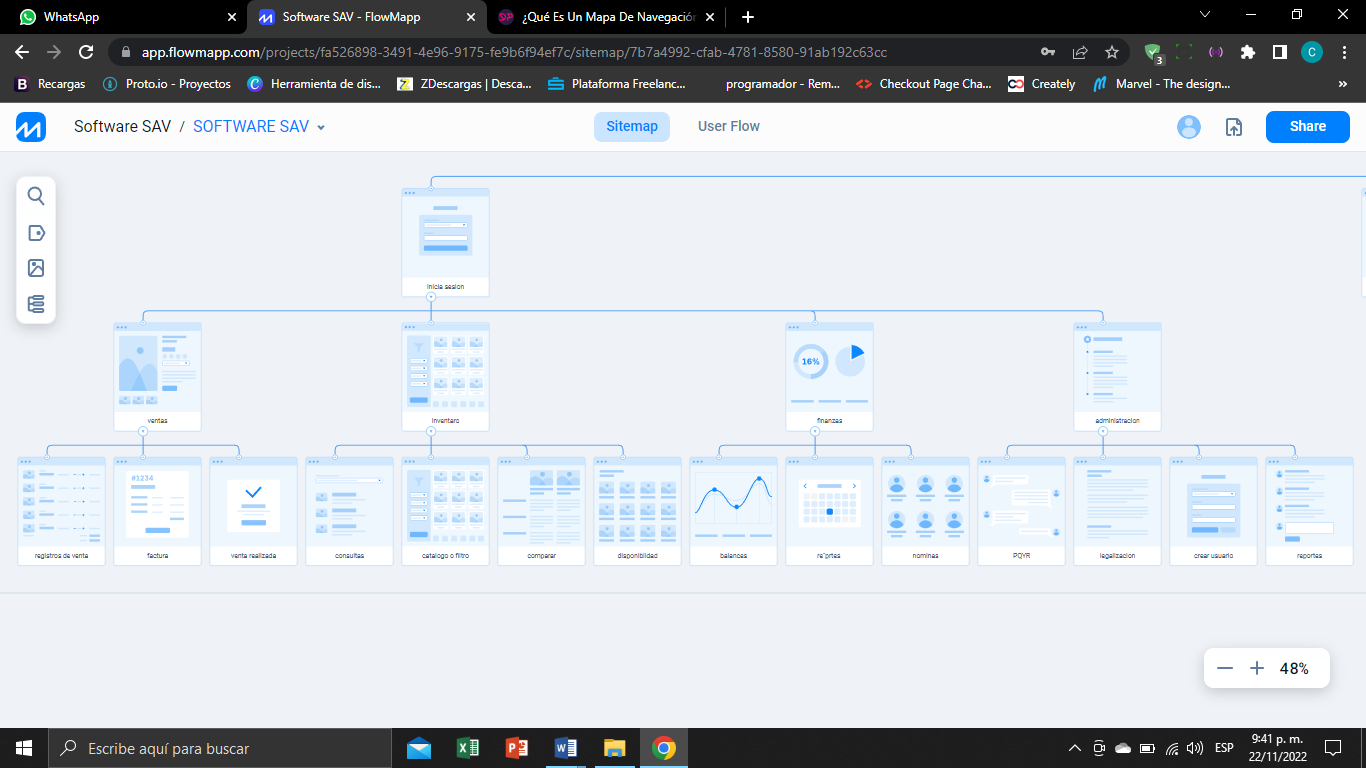 WhatsApp
Software SAV - FlowMapp
¿Qué Es Un Mapa De Navegación
app.flowmapp.com/projects/fa526898-3491-4e96-9175-fe9b6f94ef7c/sitemap/7b7a4992-cfab-4781-8580-91ab192c63cc
3
C
Recargas
Proto.io - Proyectos
Herramienta de dis...
ZDescargas | Desca...
Plataforma Freelanc...
programador - Rem...
Checkout Page Cha...
Creately
Marvel - The design...
»
Software SAV / SOFTWARE SAV
Sitemap
User Flow
Share
inicia sesion
16%
ventas
inventaro
finanzas
administracion
#1234
registros de venta
factura
venta realizada
consultas
catalogo o filtro
comparar
disponibilidad
balances
re´prtes
nominas
PQYR
legalizacion
crear usuario
reportes
48%
Escribe aquí para buscar
ESP
9:41 p. m.
22/11/2022